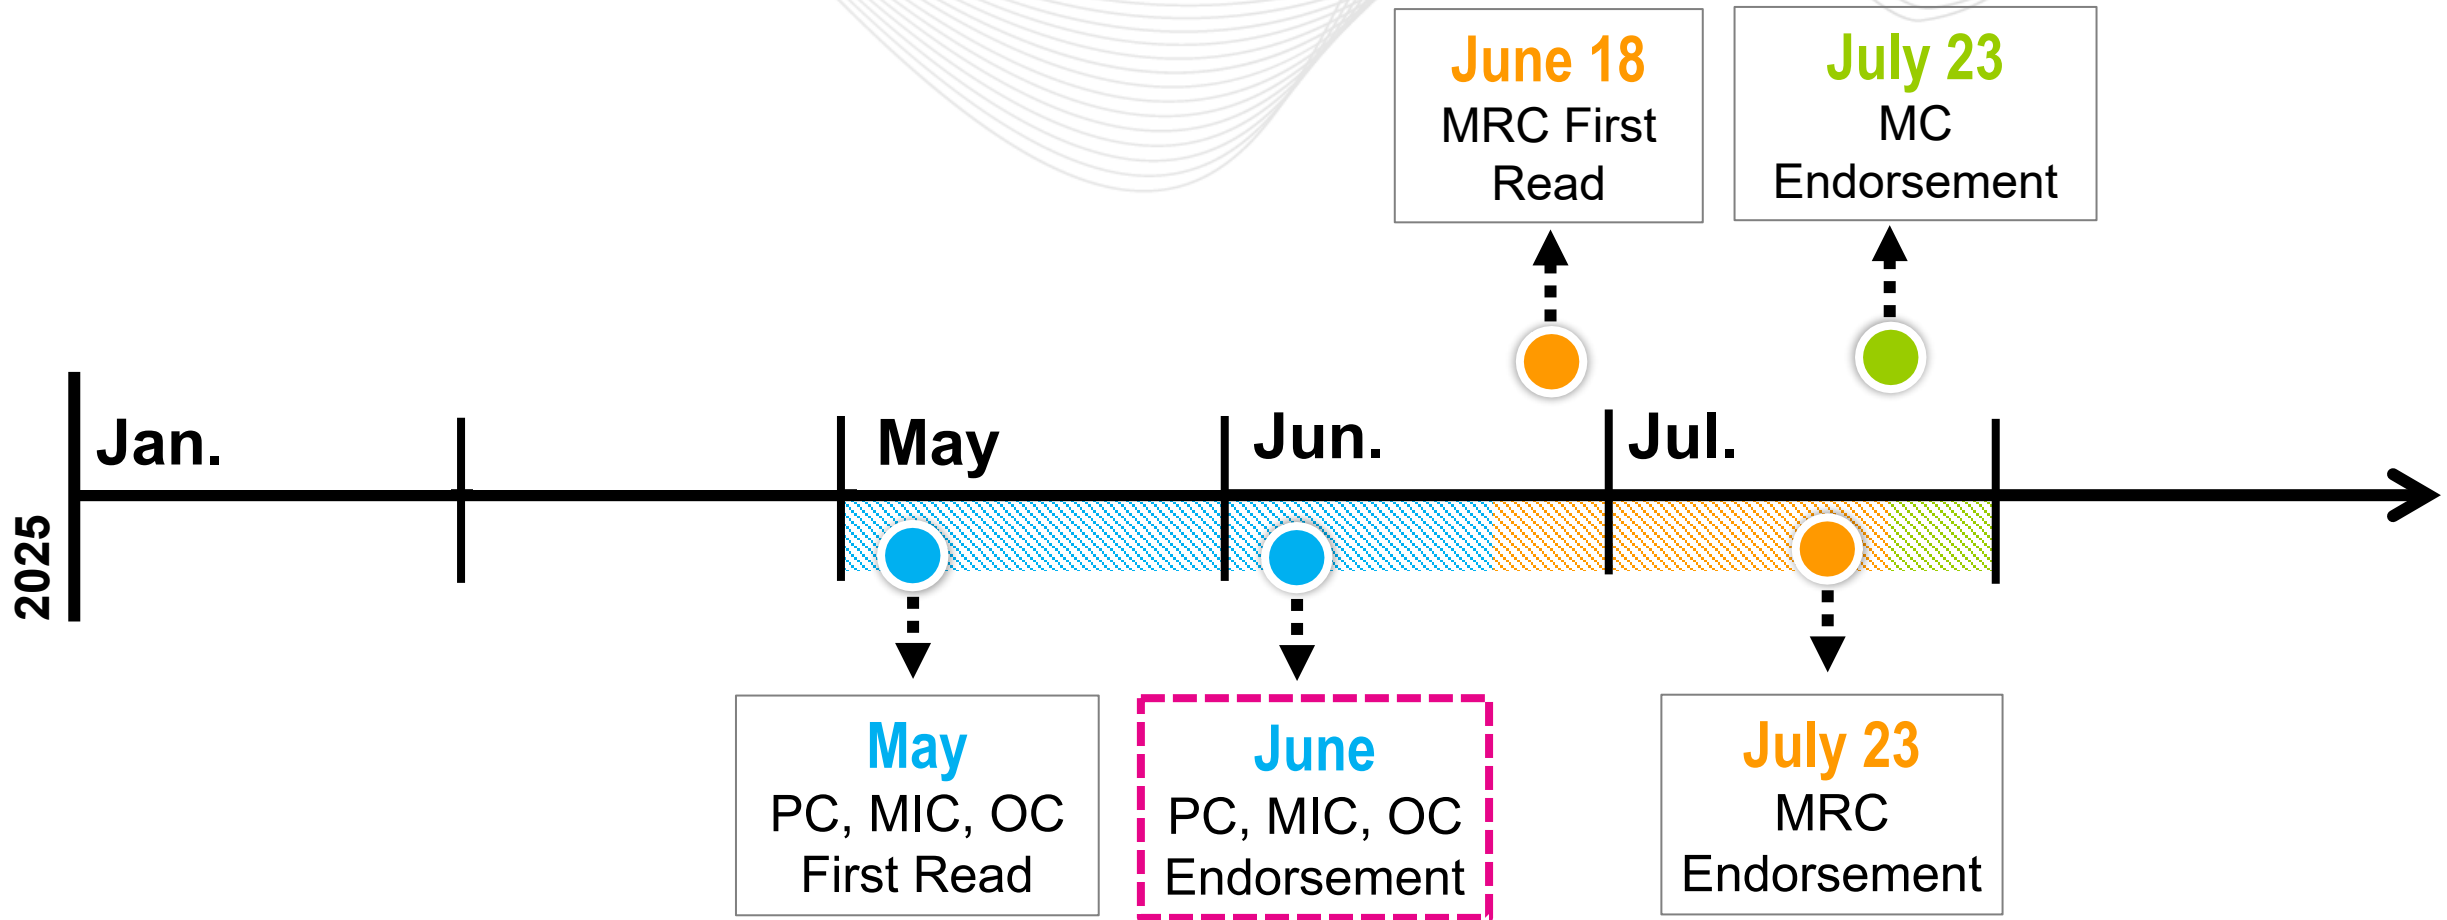 June 18
MRC First
Read
July 23
MC
Endorsement
Jan.
May
Jun.
Jul.
2025
May
PC, MIC, OC
First Read
June
PC, MIC, OC
Endorsement
July 23
MRC
Endorsement